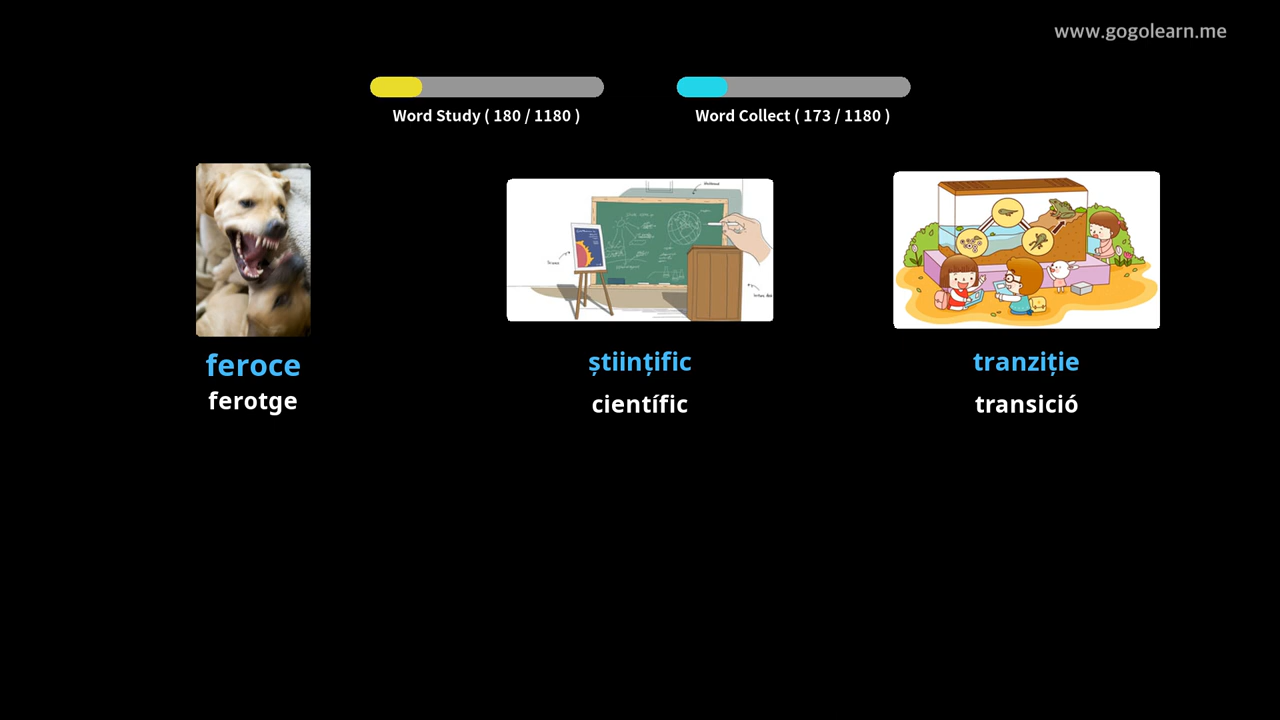 www.gogolearn.me
Word Study ( 180 / 1180 )
Word Collect ( 173 / 1180 )
feroce
ferotge
științific
científic
tranziție
transició